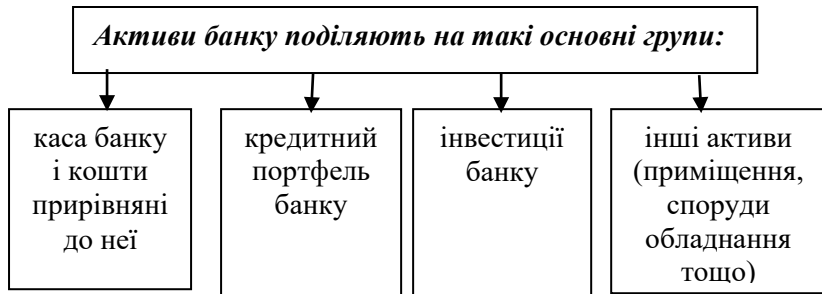 Активи банку поділяють на такі основні групи:
каса банку
і кошти
прирівняні
до неї
кредитний
портфель
банку
інвестиції
банку
інші активи
(приміщення,
споруди
обладнання
тощо)